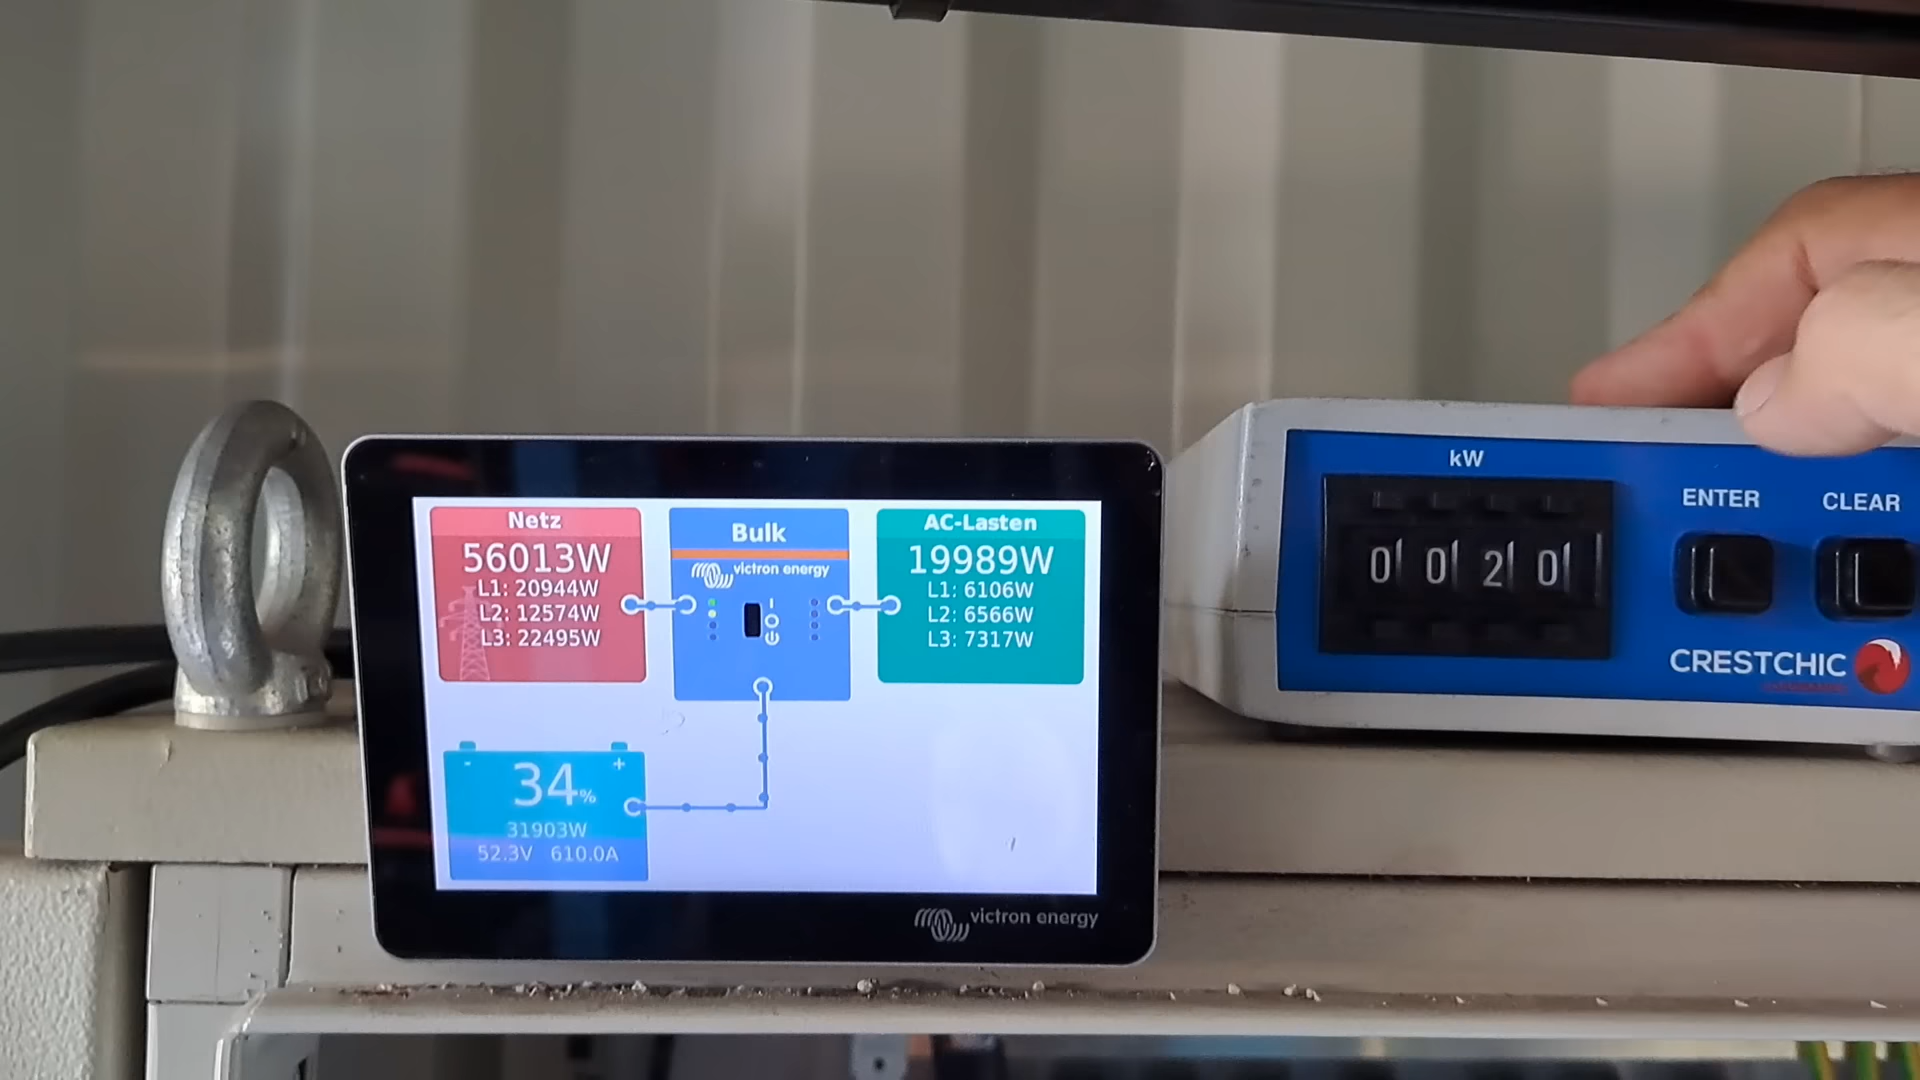 Netz
56013W
L1: 20944W
L2: 12574W
L3: 22495W
Bulk
victron energy
AC-Lasten
19989W
L1: 6106W
L2: 6566W
L3: 7317W
- +
34%
31903W
52.3V 610.0A
victron energy
kW
0 0 2 0
ENTER
CLEAR
CRESTCHIC